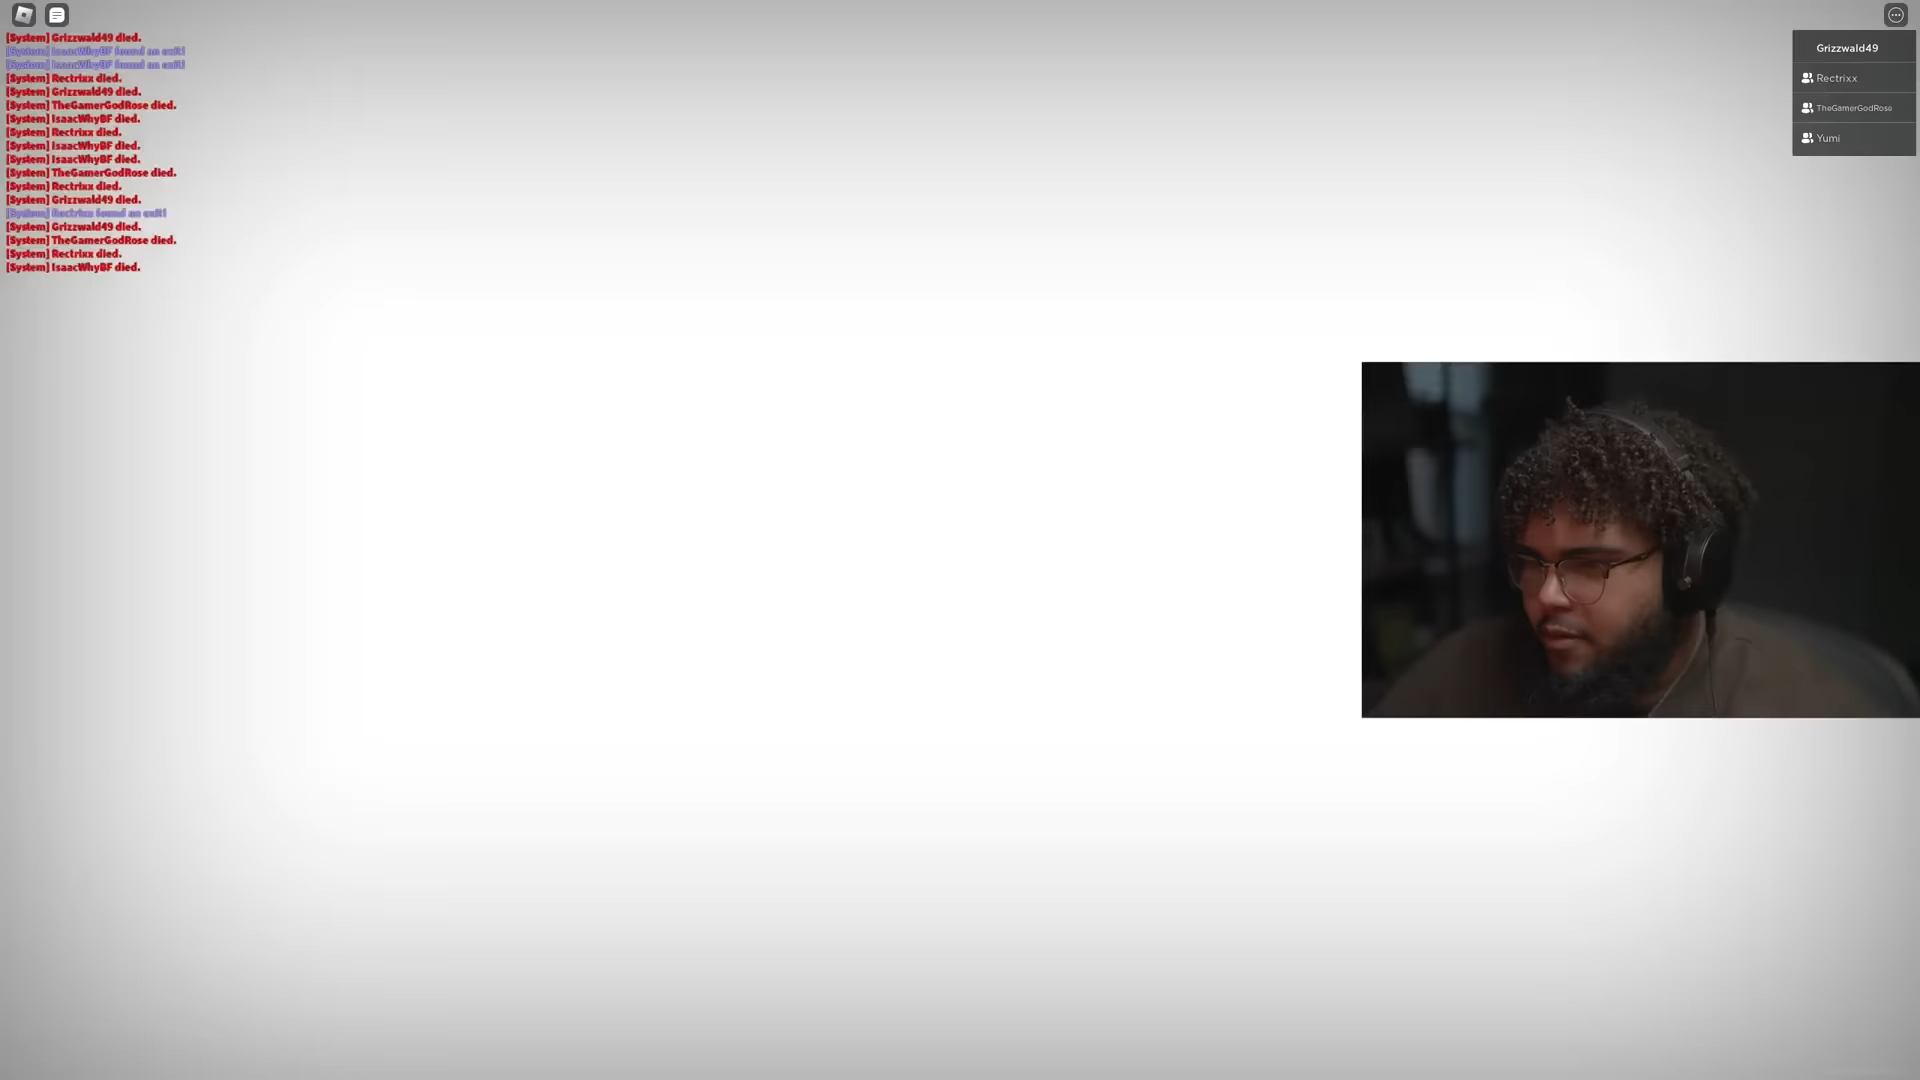 [System] Grizzwald49 died.
[System] IsaacWhyBF found an exit!
[System] IsaacWhyBF found an exit!
[System] Rectrixx died.
[System] Grizzwald49 died.
[System] TheGamerGodRose died.
[System] IsaacWhyBF died.
[System] Rectrixx died.
[System] IsaacWhyBF died.
[System] IsaacWhyBF died.
[System] TheGamerGodRose died.
[System] Rectrixx died.
[System] Grizzwald49 died.
[System] Rectrixx found an exit!
[System] Grizzwald49 died.
[System] TheGamerGodRose died.
[System] Rectrixx died.
[System] IsaacWhyBF died.
Grizzwald49
Rectrixx
TheGamerGodRose
Yumi